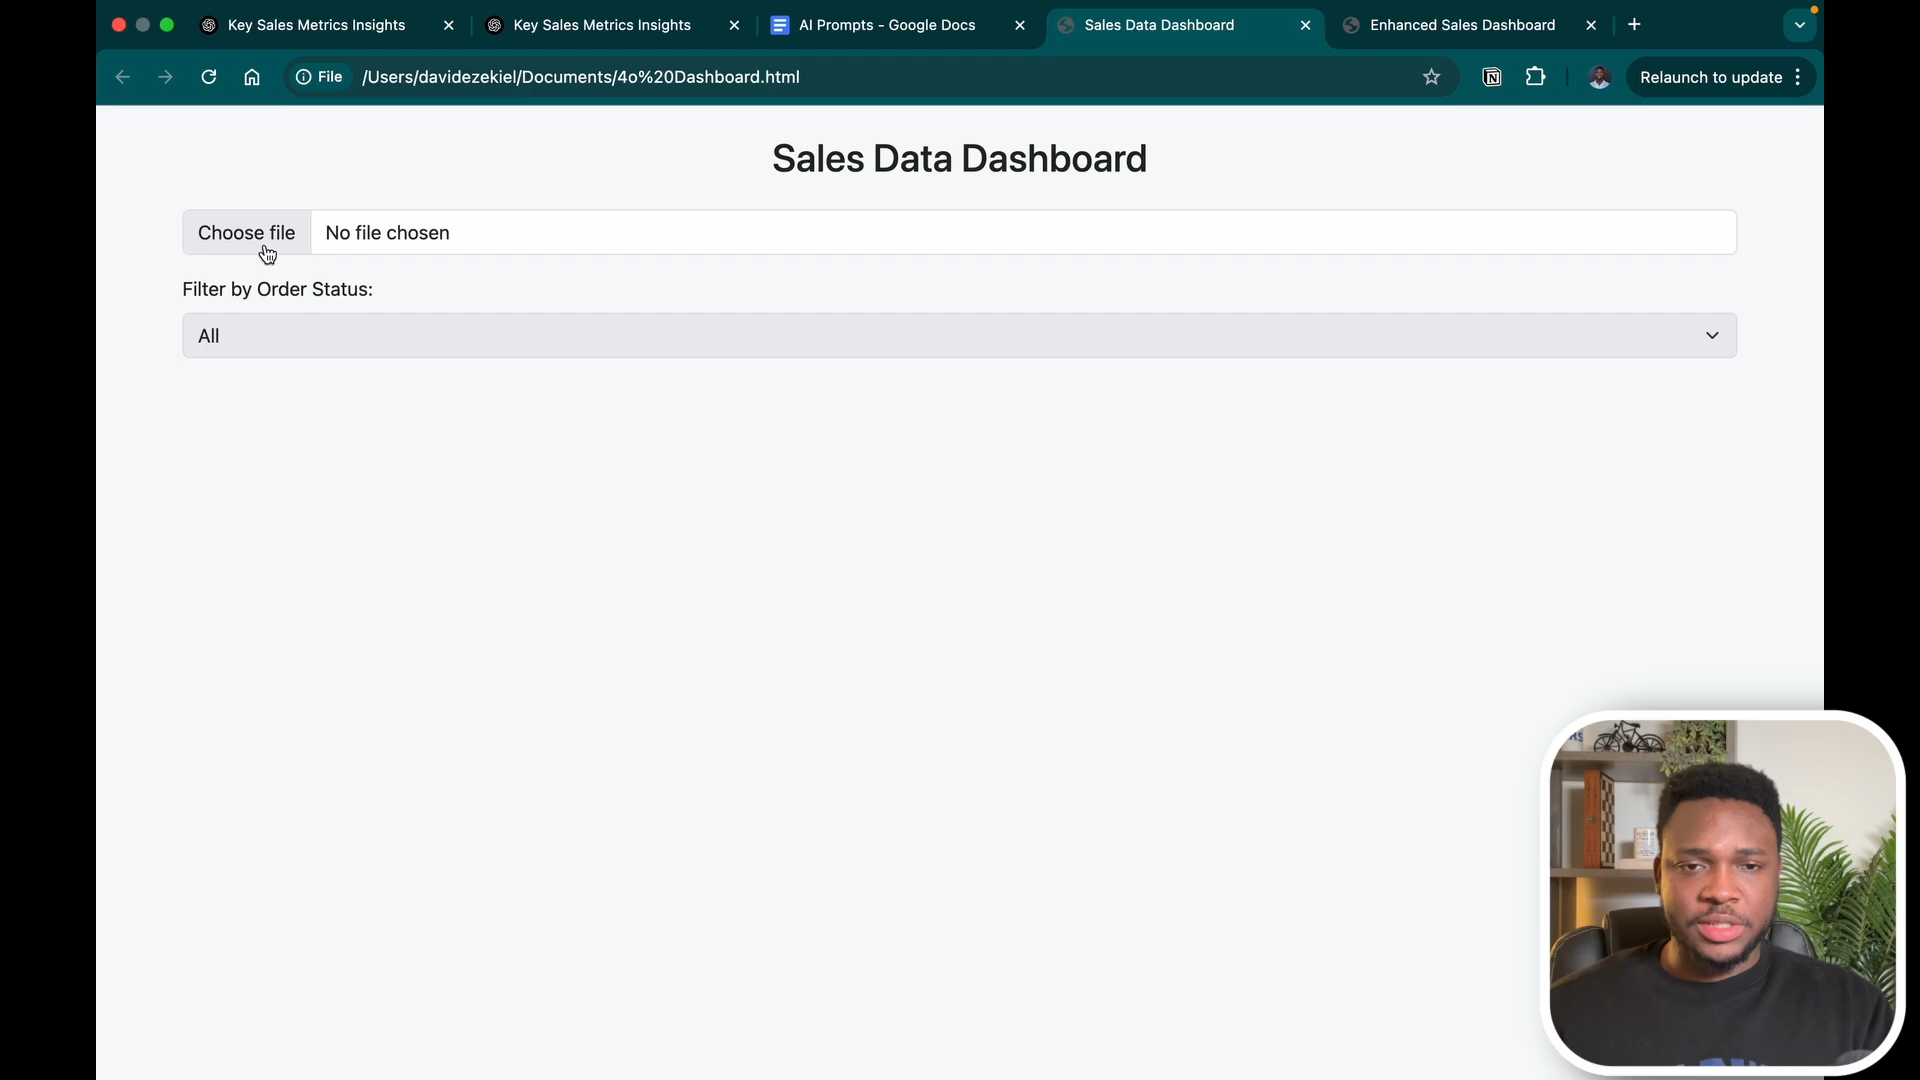 Key Sales Metrics Insights
Key Sales Metrics Insights
AI Prompts - Google Docs
Sales Data Dashboard
Enhanced Sales Dashboard
File
/Users/davidezekiel/Documents/4o%20Dashboard.html
Relaunch to update
Sales Data Dashboard
Choose file
No file chosen
Filter by Order Status:
All